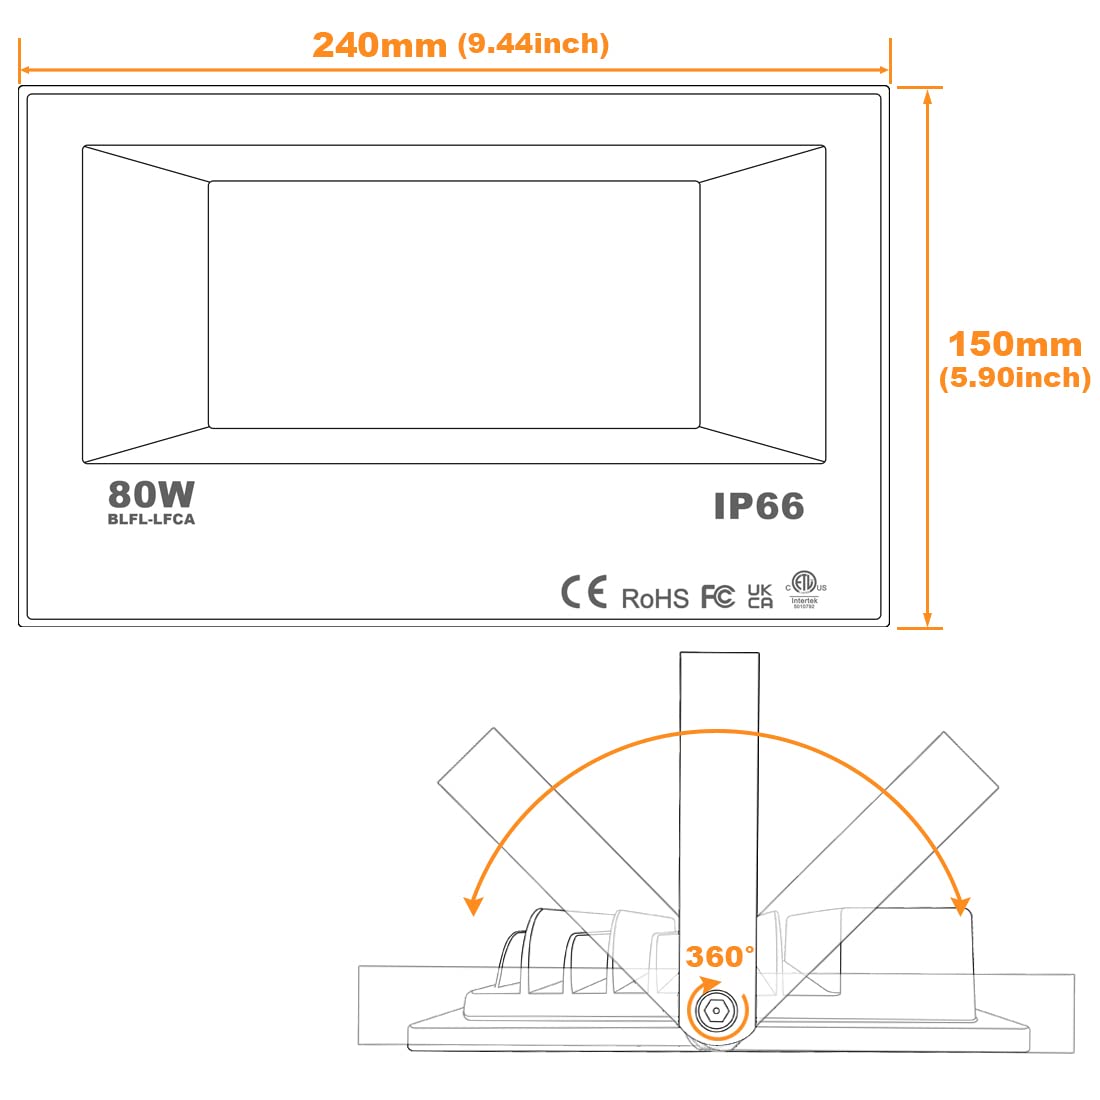 240mm (9.44inch)
150mm
(5.90inch)
80W
BLFL-LFCA
IP66
CE RoHS FC UK CA C ETL US
Intertek
5010792
360°